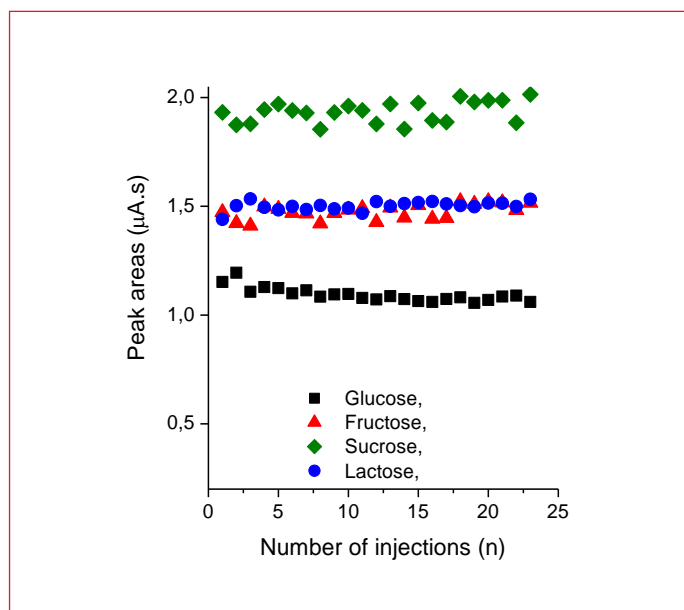 2,0
1,5
1,0
0,5
Peak areas (μA.s)
Glucose,
Fructose,
Sucrose,
Lactose,
0 5 10 15 20 25
Number of injections (n)